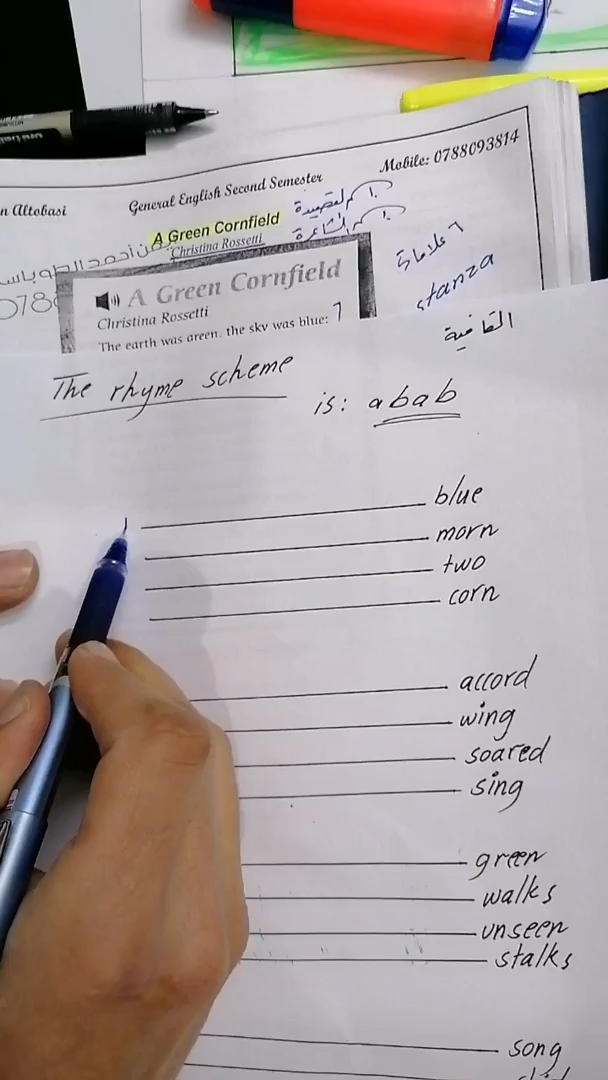 n Altobasi General English Second Semester Mobile: 0788093814
A Green Cornfield
Christina Rossetti
078
A Green Cornfield
Christina Rossetti
The earth was green, the sky was blue: 7
stanza
القافية
The rhyme scheme is: abab
blue
morn
two
corn
accord
wing
soared
sing
green
walks
unseen
stalks
song